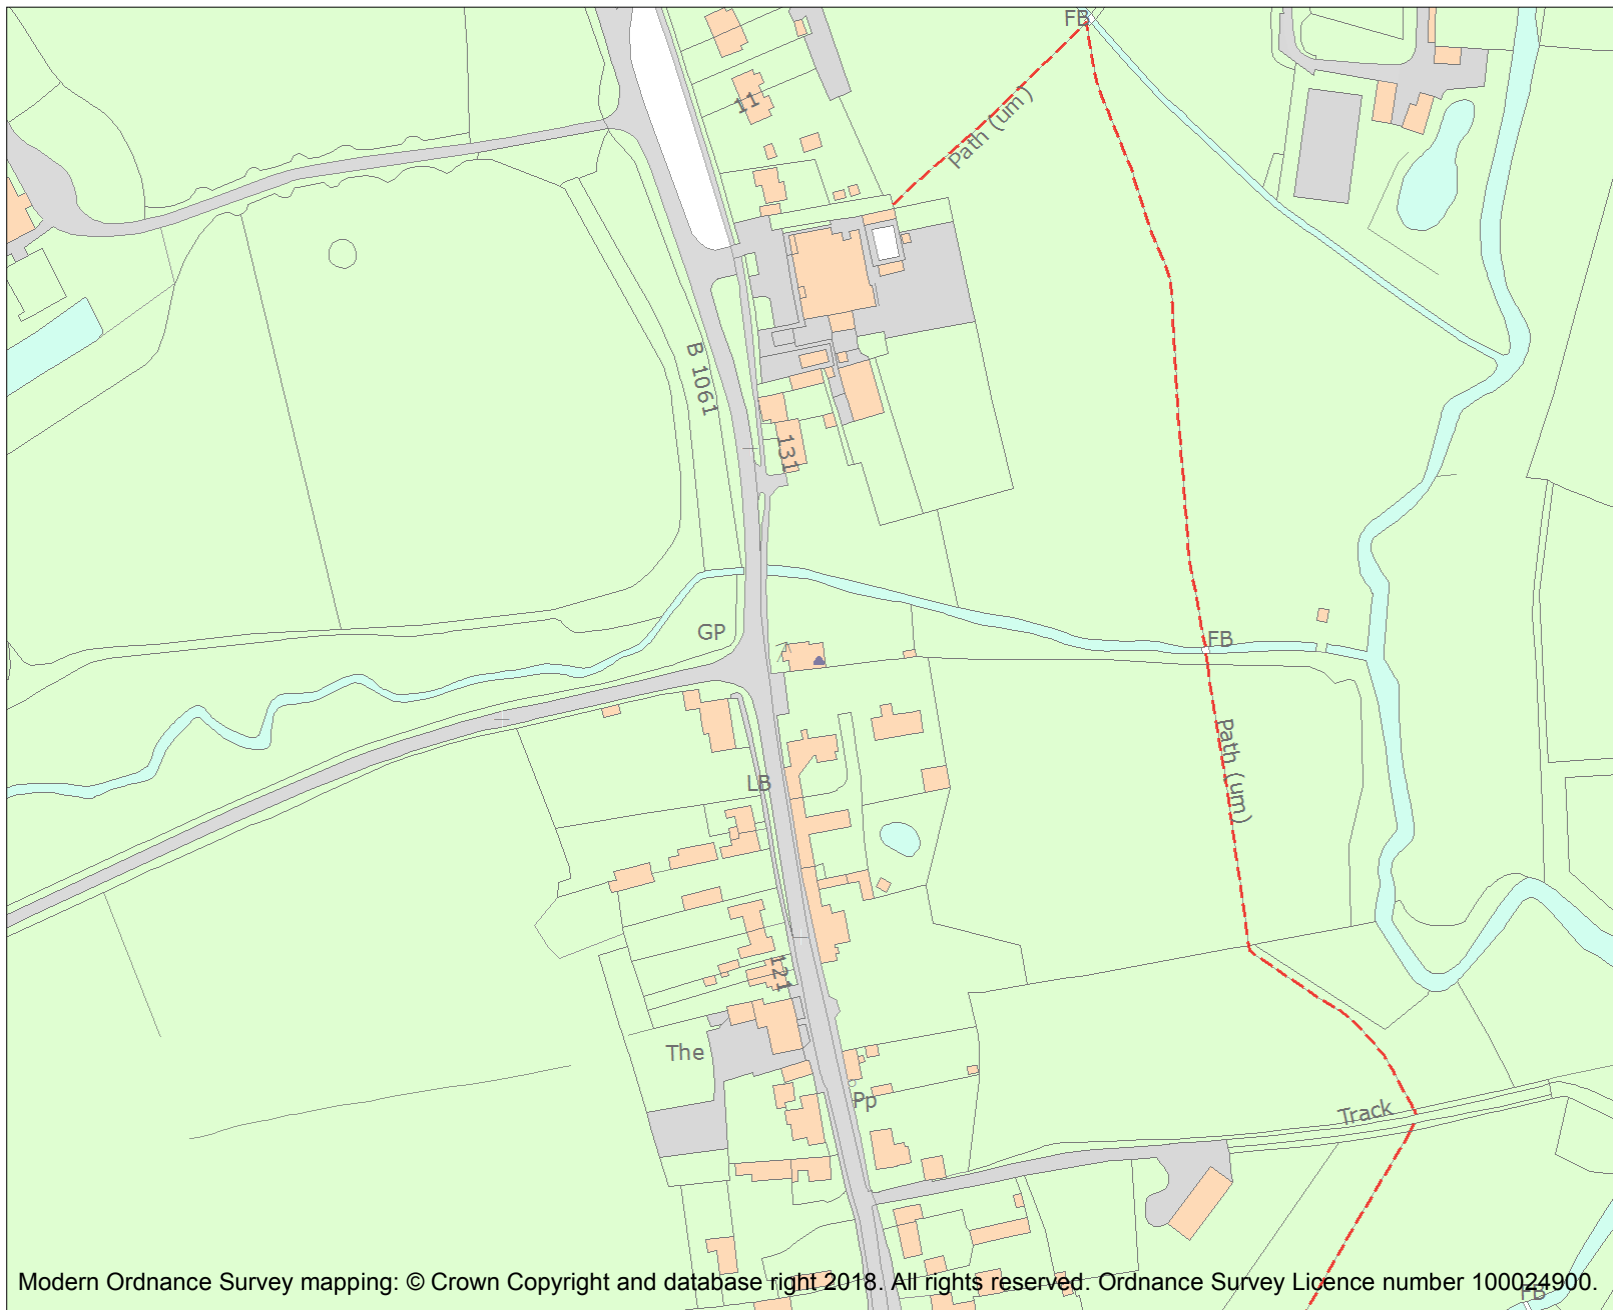 FB
11
Path (um)
B 1061
131
GP
FB
Path (um)
LB
121
The
Pp
Track
Modern Ordnance Survey mapping: © Crown Copyright and database right 2018. All rights reserved. Ordnance Survey Licence number 100024900.
FB